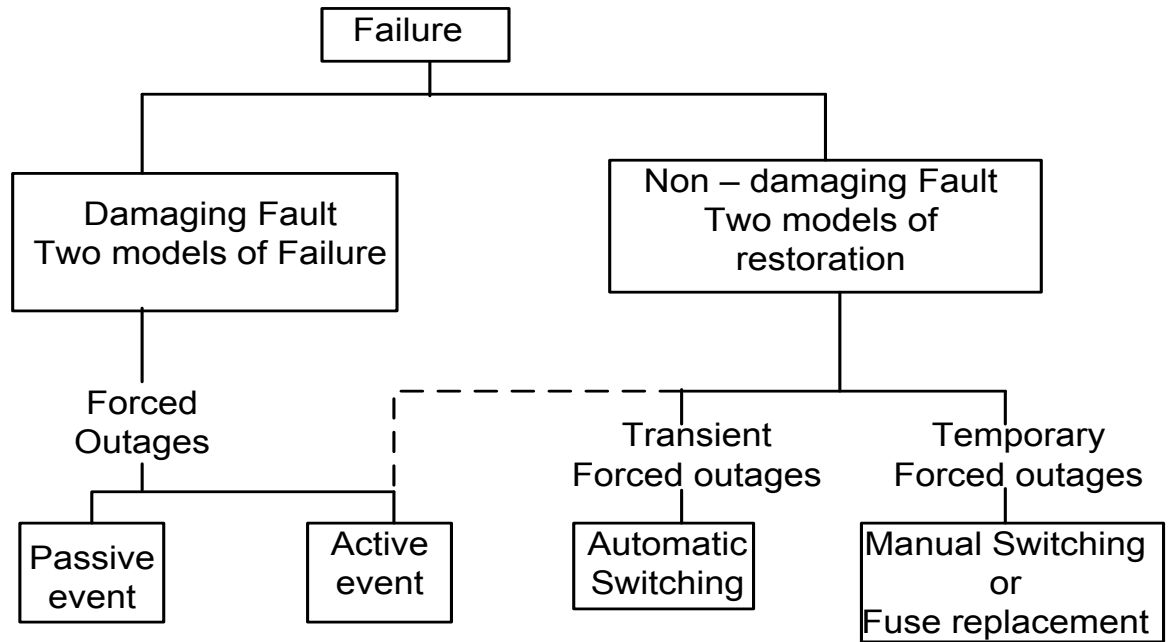 Failure
Damaging Fault
Two models of Failure
Non – damaging Fault
Two models of
restoration
Forced
Outages
Transient
Forced outages
Temporary
Forced outages
Passive
event
Active
event
Automatic
Switching
Manual Switching
or
Fuse replacement